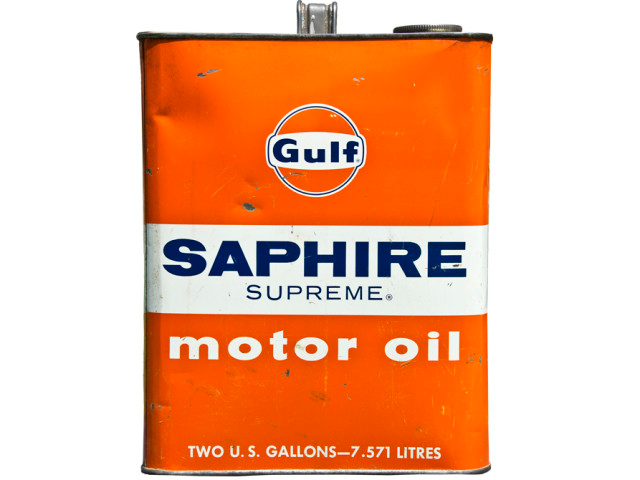 Gulf
SAPHIRE
SUPREME®
motor oil
TWO U.S. GALLONS—7.571 LITRES